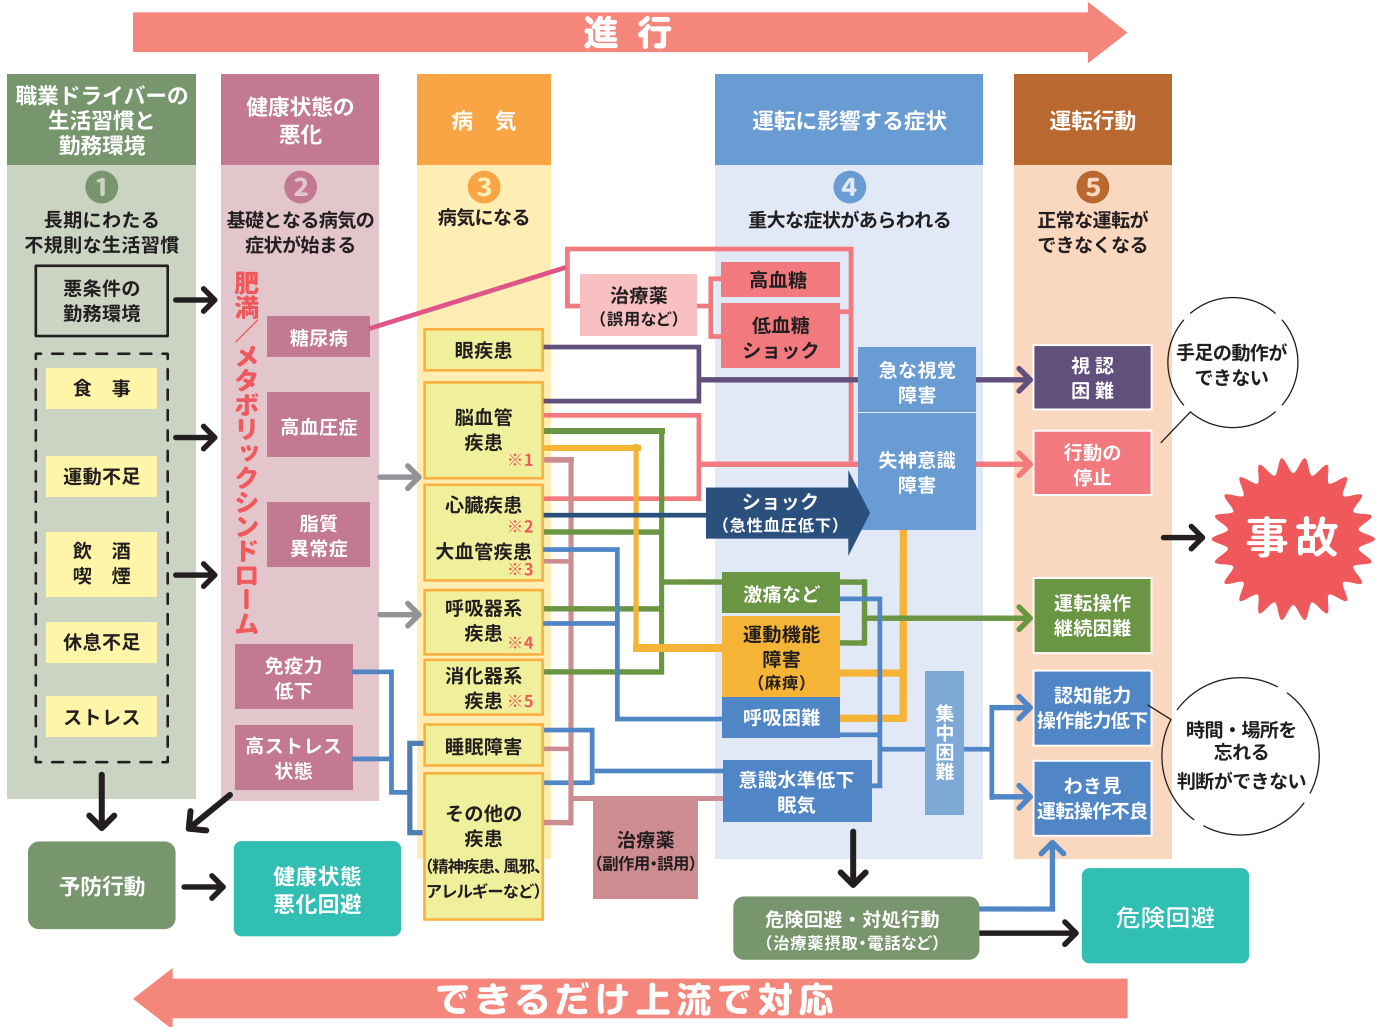 進 行
職業ドライバーの
生活習慣と
勤務環境
1
長期にわたる
不規則な生活習慣
悪条件の
勤務環境
食 事
運動不足
飲 酒
喫 煙
休息不足
ストレス
予防行動
健康状態の
悪化
2
基礎となる病気の
症状が始まる
肥満／メタボリックシンドローム
糖尿病
高血圧症
脂質
異常症
免疫力
低下
高ストレス
状態
健康状態
悪化回避
病 気
3
病気になる
眼疾患
脳血管
疾患
※1
心臓疾患
※2
大血管疾患
※3
呼吸器系
疾患
※4
消化器系
疾患※5
睡眠障害
その他の
疾患
（精神疾患、風邪、
アレルギーなど）
治療薬
（誤用など）
治療薬
（副作用・誤用）
運転に影響する症状
4
重大な症状があらわれる
高血糖
低血糖
ショック
急な視覚
障害
失神意識
障害
ショック
（急性血圧低下）
激痛など
運動機能
障害
（麻痺）
呼吸困難
集中困難
意識水準低下
眠気
危険回避・対処行動
（治療薬摂取・電話など）
運転行動
5
正常な運転が
できなくなる
視 認
困 難
行動の
停止
運転操作
継続困難
認知能力
操作能力低下
わき見
運転操作不良
危険回避
手足の動作が
できない
事故
時間・場所を
忘れる
判断ができない
できるだけ上流で対応